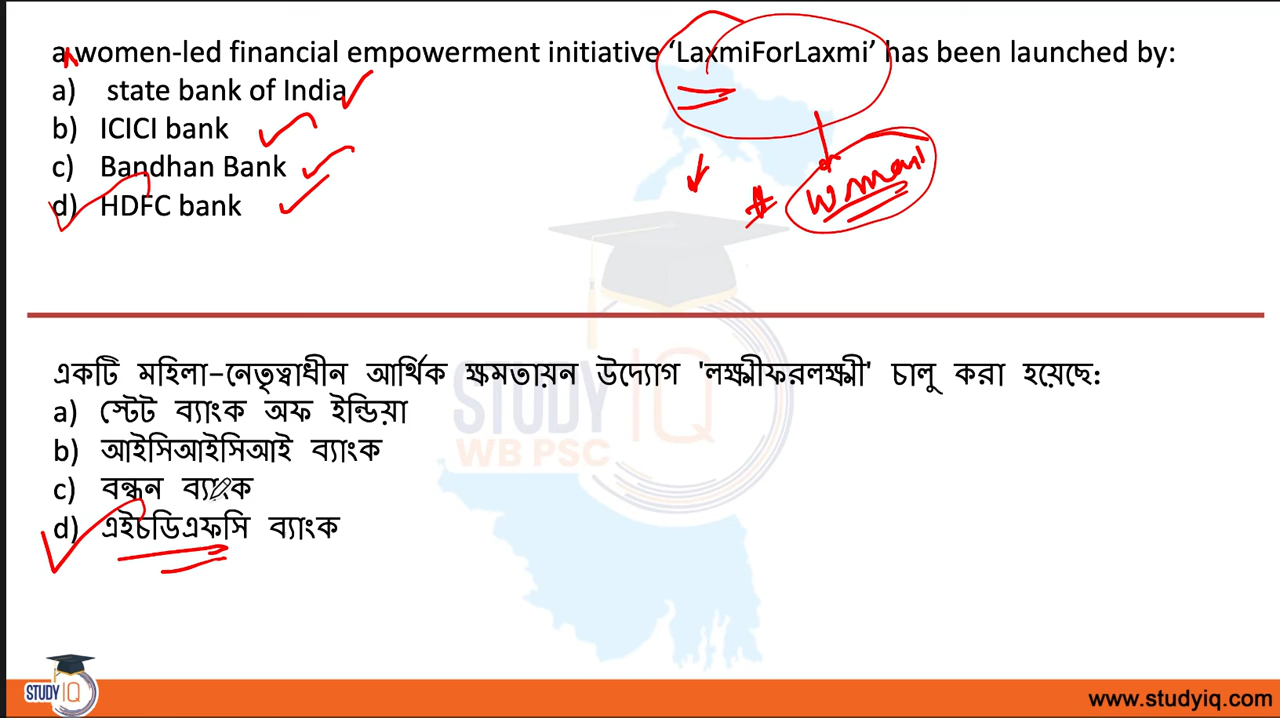 a women-led financial empowerment initiative ‘LaxmiForLaxmi’ has been launched by:
a) state bank of India
b) ICICI bank
c) Bandhan Bank
d) HDFC bank
একটি মহিলা-নেতৃত্বাধীন আর্থিক ক্ষমতায়ন উদ্যোগ 'লক্ষ্মীফরলক্ষ্মী' চালু করা হয়েছে:
a) স্টেট ব্যাংক অফ ইন্ডিয়া
b) আইসিআইসিআই ব্যাংক
c) বন্ধন ব্যাংক
d) এইচডিএফসি ব্যাংক
STUDY IQ
WB PSC
STUDY IQ
www.studyiq.com